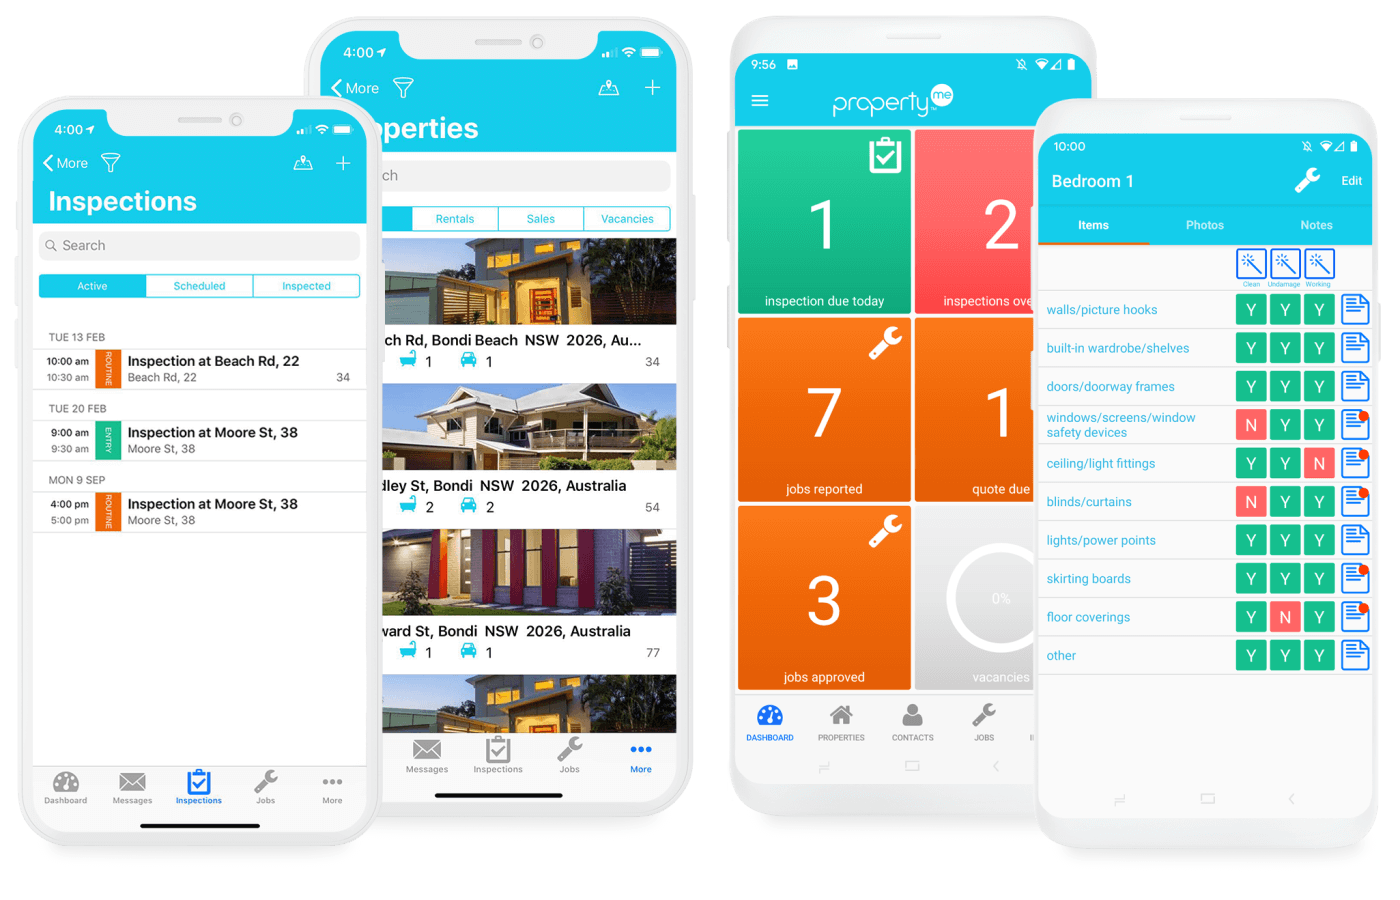 4:00
More
Inspections
Search
Active Scheduled Inspected
TUE 13 FEB
10:00 am
10:30 am
ROUTINE
Inspection at Beach Rd, 22
Beach Rd, 22
34
TUE 20 FEB
9:00 am
9:30 am
ENTRY
Inspection at Moore St, 38
Moore St, 38
MON 9 SEP
4:00 pm
5:00 pm
ROUTINE
Inspection at Moore St, 38
Moore St, 38
Dashboard Messages Inspections Jobs More
4:00
More
perties
ch
Rentals Sales Vacancies
ch Rd, Bondi Beach NSW 2026, Au...
1 1 34
dley St, Bondi NSW 2026, Australia
2 2 54
ward St, Bondi NSW 2026, Australia
1 1 77
Messages Inspections Jobs More
9:56
property me
1
inspection due today
2
inspections ove
7
jobs reported
1
quote due
3
jobs approved
0%
vacancies
DASHBOARD PROPERTIES CONTACTS JOBS
10:00
Bedroom 1
Edit
Items Photos Notes
Clean Undamage Working
walls/picture hooks Y Y Y
built-in wardrobe/shelves Y Y Y
doors/doorway frames Y Y Y
windows/screens/window
safety devices
N Y Y
ceiling/light fittings Y Y N
blinds/curtains N Y Y
lights/power points Y Y Y
skirting boards Y Y Y
floor coverings Y N Y
other Y Y Y